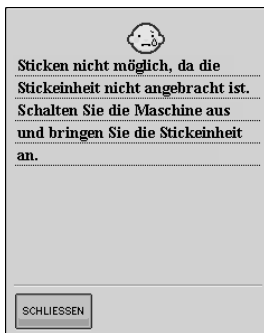 Sticken nicht möglich, da die
Stickeinheit nicht angebracht ist.
Schalten Sie die Maschine aus
und bringen Sie die Stickeinheit
an.
SCHLIESSEN